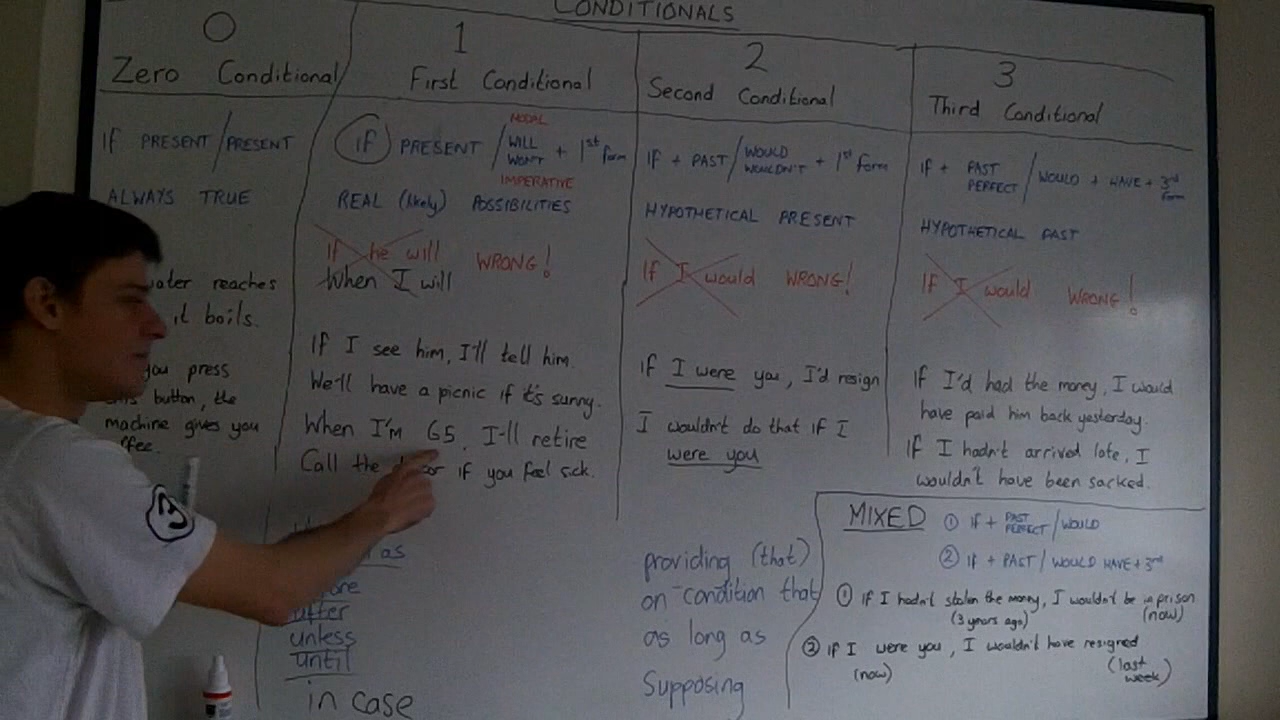 CONDITIONALS
0
Zero Conditional
IF PRESENT / PRESENT
ALWAYS TRUE
reaches
it boils.
you press
button, the
machine gives you
1
First Conditional
IF PRESENT / MODAL WILL WON'T IMPERATIVE + 1st form
REAL (likely) POSSIBILITIES
If he will WRONG!
When I will
If I see him, I'll tell him.
We'll have a picnic if it's sunny.
When I'm 65, I'll retire
Call the if you feel sick.
as
after
unless
until
in case
2
Second Conditional
IF + PAST / WOULD WOULDN'T + 1st form
HYPOTHETICAL PRESENT
If I would WRONG!
If I were you, I'd resign
I wouldn't do that if I
were you
providing (that)
on condition that
as long as
Supposing
3
Third Conditional
IF + PAST PERFECT / WOULD + HAVE + 3rd form
HYPOTHETICAL PAST
If I would WRONG!
If I'd had the money, I would
have paid him back yesterday.
If I hadn't arrived late, I
wouldn't have been sacked.
MIXED ① IF + PAST PERFECT / WOULD
② IF + PAST / WOULD HAVE + 3rd
① If I hadn't stolen the money, I wouldn't be in prison
(3 years ago) (now)
② If I were you, I wouldn't have resigned
(now) (last week)